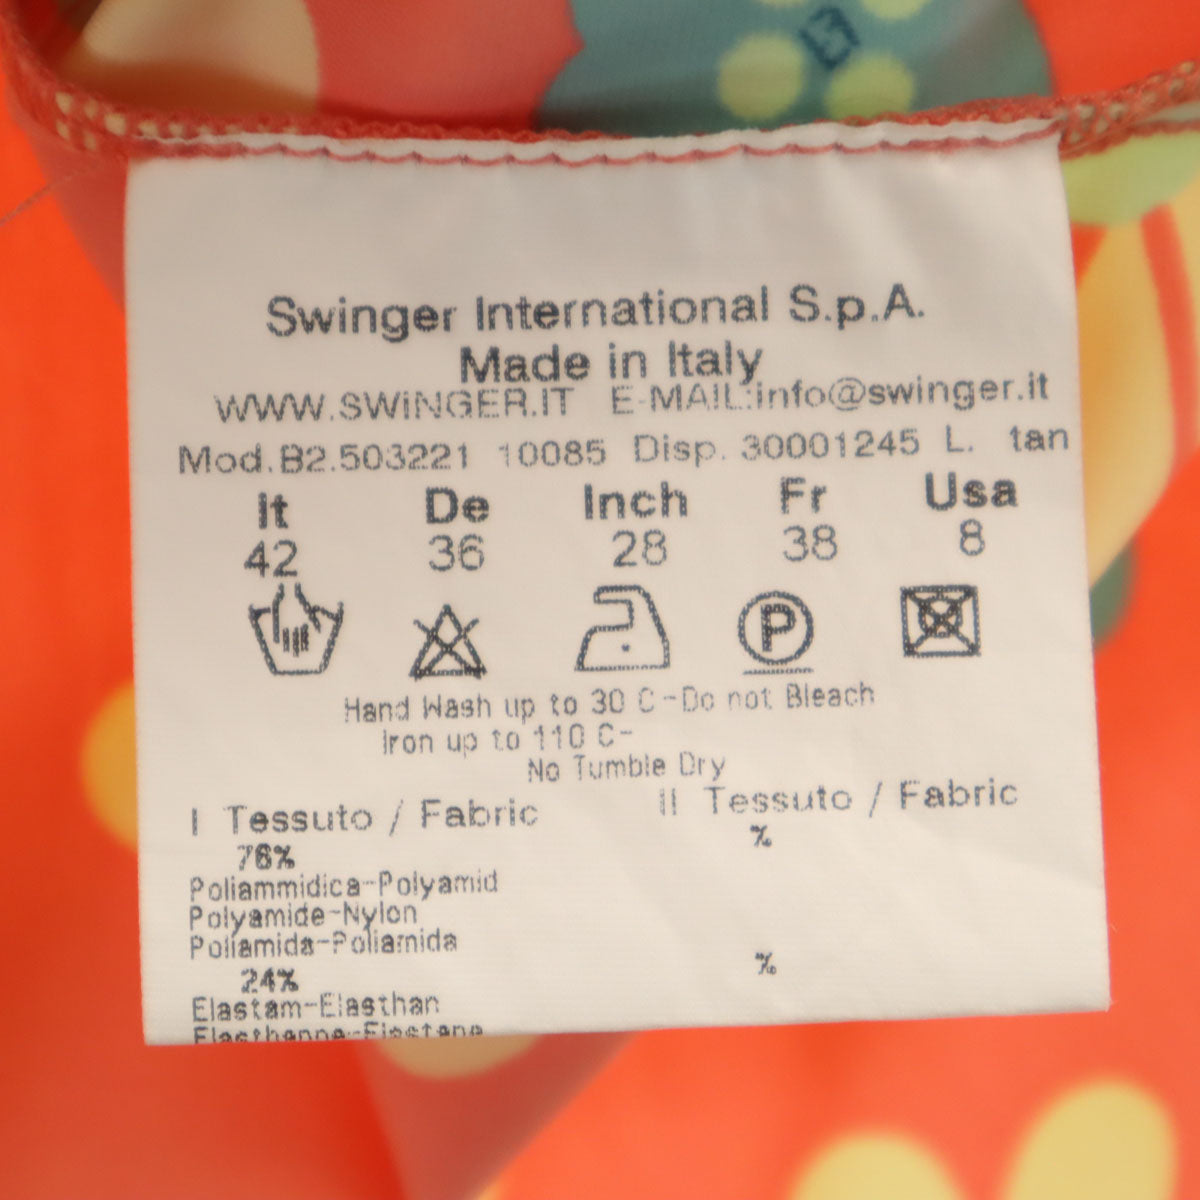 Swinger International S.p.A.
Made in Italy
WWW.SWINGER.IT E-MAIL:info@swinger.it
Mod.B2.503221 10085 Disp. 30001245 L. tan
It De Inch Fr Usa
42 36 28 38 8
P
Hand Wash up to 30 C-Do not Bleach
Iron up to 110 C-
No Tumble Dry
I Tessuto / Fabric II Tessuto / Fabric
76% %
Poliammidica-Polyamid
Polyamide-Nylon
Poliamida-Poliamida
24% %
Elastam-Elasthan
Elasthanne-Elastane